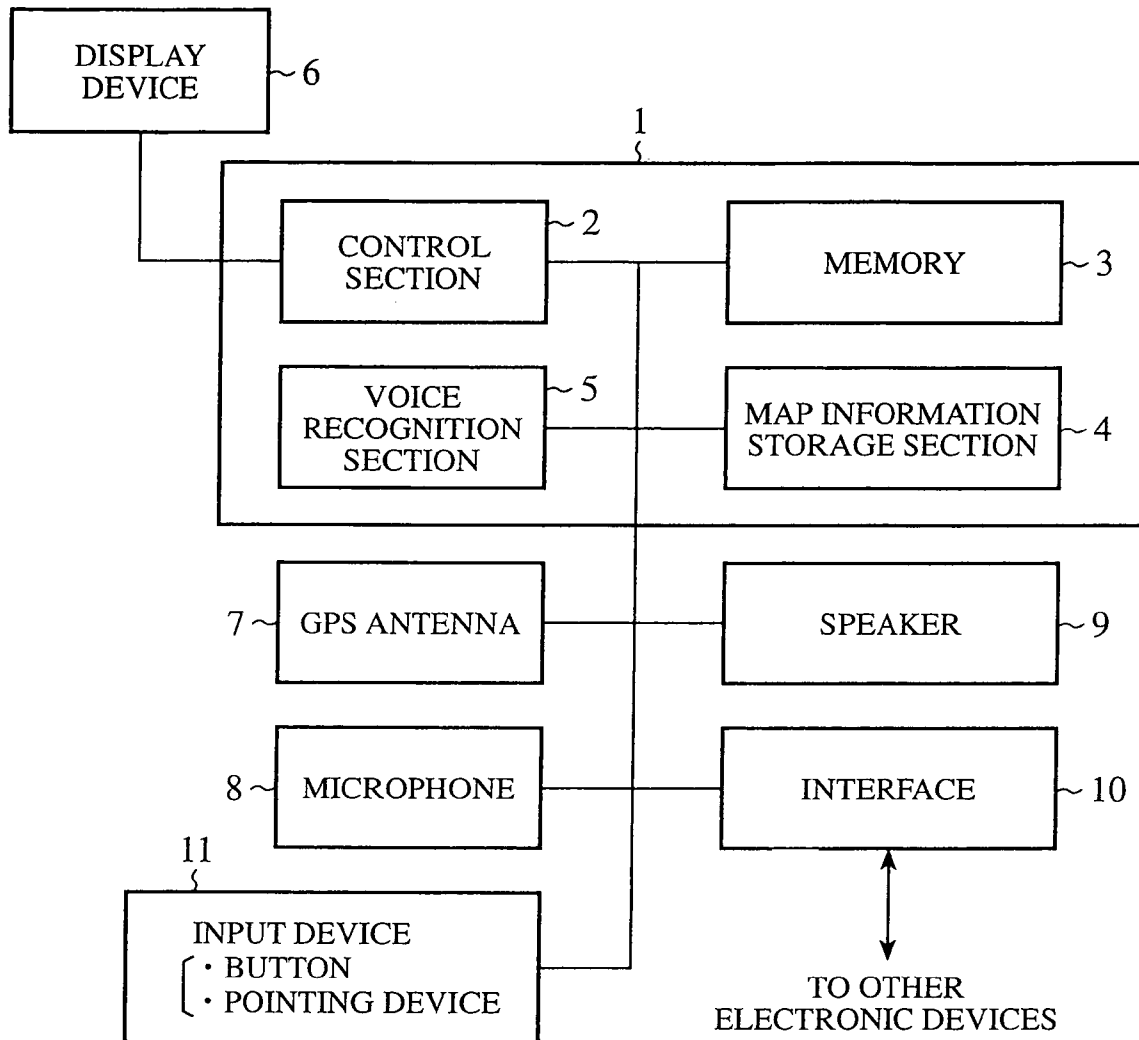 DISPLAY
DEVICE
6
1
CONTROL
SECTION
2
MEMORY
3
VOICE
RECOGNITION
SECTION
5
MAP INFORMATION
STORAGE SECTION
4
7
GPS ANTENNA
SPEAKER
9
8
MICROPHONE
INTERFACE
10
11
INPUT DEVICE
・BUTTON
・POINTING DEVICE
TO OTHER
ELECTRONIC DEVICES